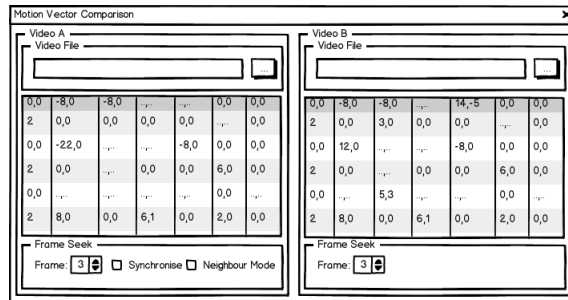 Motion Vector Comparison x
Video A
Video File
...
0,0 -8,0 -8,0 ..,.. ..,.. 0,0 0,0
2 0,0 0,0 0,0 0,0 ..,.. 0,0
0,0 -22,0 ..,.. ..,.. -8,0 0,0 0,0
2 0,0 ..,.. 0,0 0,0 6,0 0,0
0,0 ..,.. ..,.. ..,.. ..,.. 0,0 ..,..
2 8,0 0,0 6,1 0,0 2,0 0,0
Frame Seek
Frame: 3 Synchronise Neighbour Mode
Video B
Video File
...
0,0 -8,0 -8,0 ..,.. 14,-5 0,0 0,0
2 0,0 3,0 0,0 0,0 ..,.. 0,0
0,0 12,0 ..,.. ..,.. -8,0 0,0 0,0
2 0,0 ..,.. 0,0 0,0 6,0 0,0
0,0 ..,.. 5,3 ..,.. ..,.. 0,0 ..,..
2 8,0 0,0 6,1 0,0 2,0 0,0
Frame Seek
Frame: 3